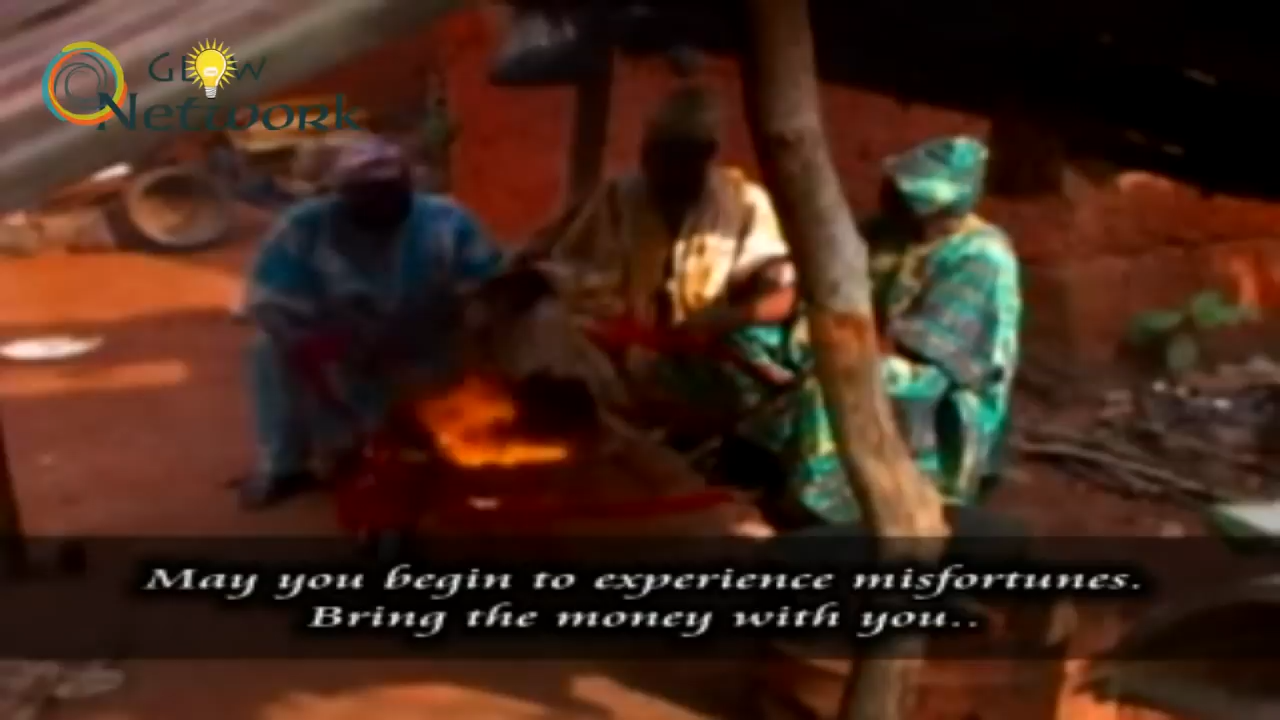 GLOW
Network
May you begin to experience misfortunes.
Bring the money with you..